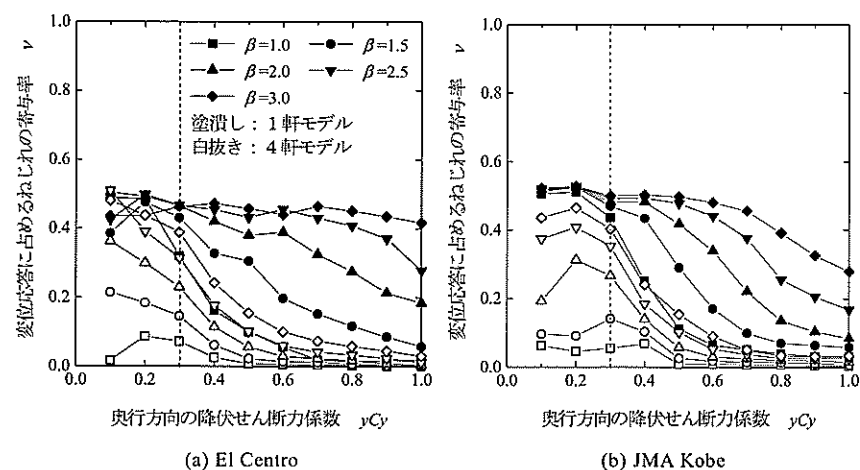 1.0
0.8
0.6
0.4
0.2
0.0
変位応答に占めるねじれの寄与率 ν
β=1.0
β=1.5
β=2.0
β=2.5
β=3.0
塗潰し：1軒モデル
白抜き：4軒モデル
0.0 0.2 0.4 0.6 0.8 1.0
奥行方向の降伏せん断力係数 yCy
(a) El Centro
1.0
0.8
0.6
0.4
0.2
0.0
変位応答に占めるねじれの寄与率 ν
0.0 0.2 0.4 0.6 0.8 1.0
奥行方向の降伏せん断力係数 yCy
(b) JMA Kobe